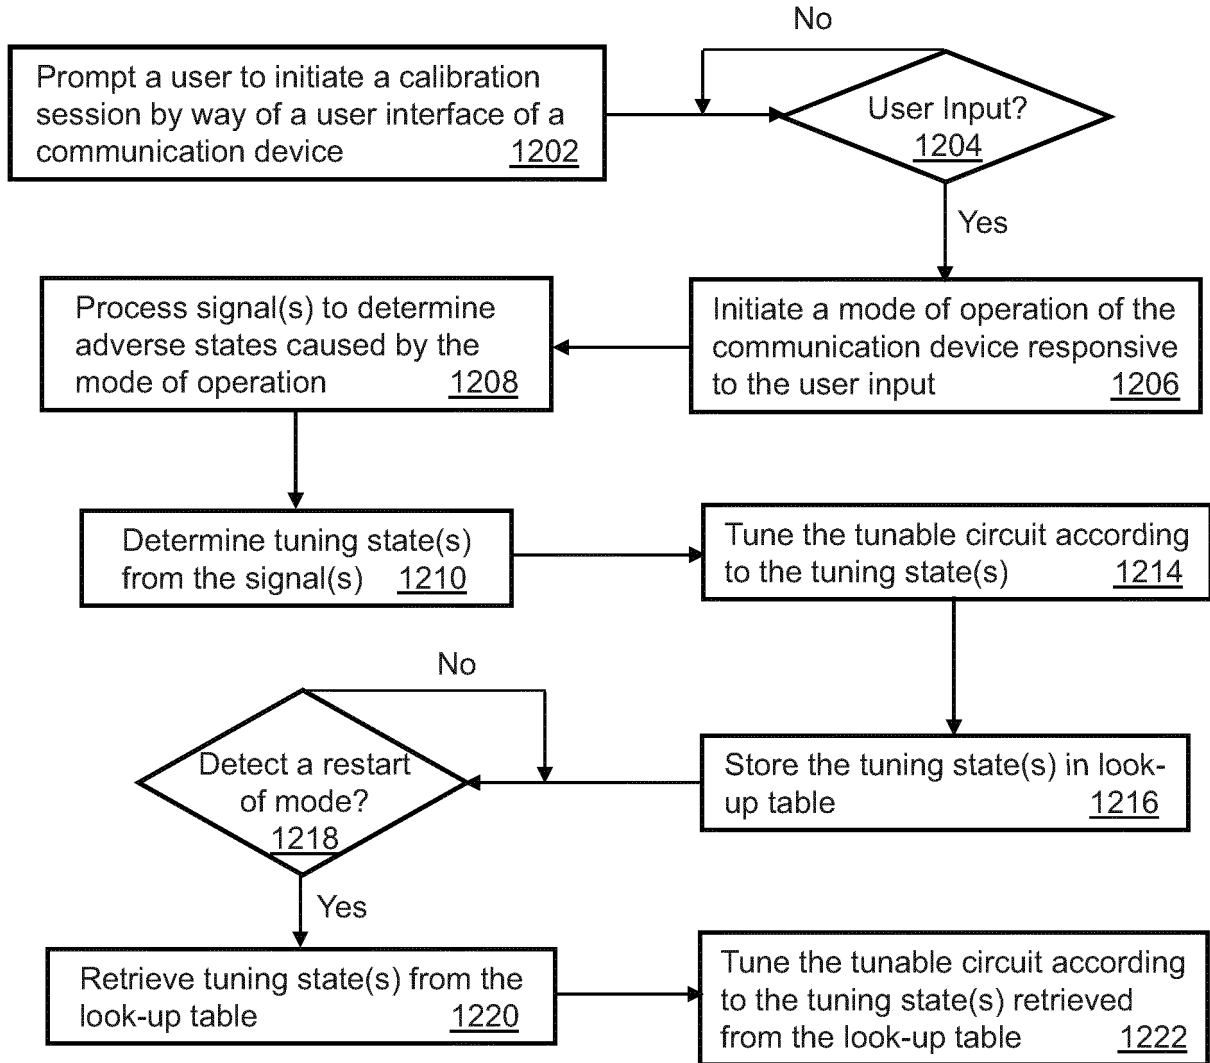 No
Prompt a user to initiate a calibration
session by way of a user interface of a
communication device 1202
User Input?
1204
Yes
Process signal(s) to determine
adverse states caused by the
mode of operation 1208
Initiate a mode of operation of the
communication device responsive
to the user input 1206
Determine tuning state(s)
from the signal(s) 1210
Tune the tunable circuit according
to the tuning state(s) 1214
No
Detect a restart
of mode?
1218
Store the tuning state(s) in look-
up table 1216
Yes
Retrieve tuning state(s) from the
look-up table 1220
Tune the tunable circuit according
to the tuning state(s) retrieved
from the look-up table 1222